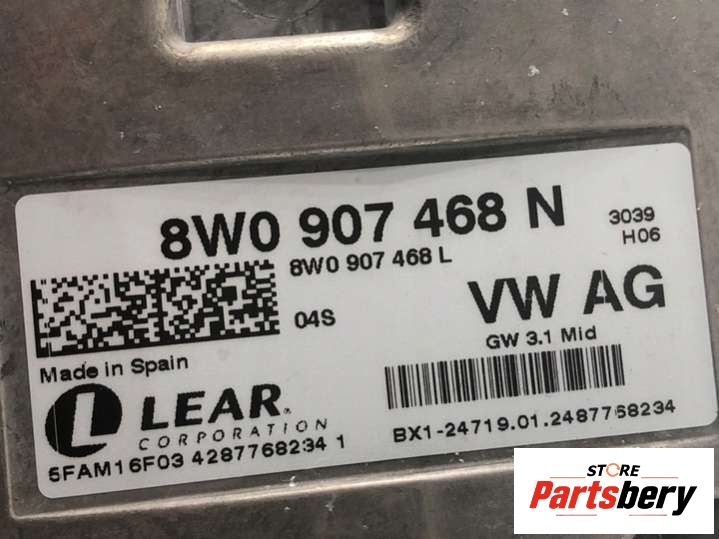 8W0 907 468 N
3039
H06
8W0 907 468 L
04S
VW AG
GW 3.1 Mid
Made in Spain
LEAR®
CORPORATION
BX1-24719.01.2487768234
5FAM16F03 4287768234 1
STORE
Partsbery